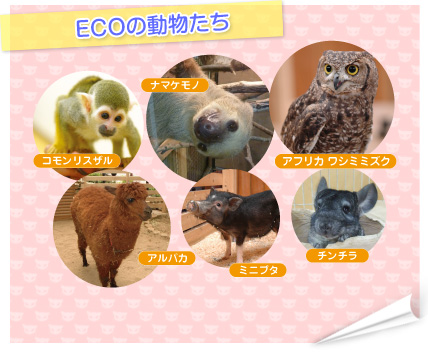 ECOの動物たち
ナマケモノ
コモンリスザル
アフリカ ワシミミズク
アルパカ
ミニブタ
チンチラ